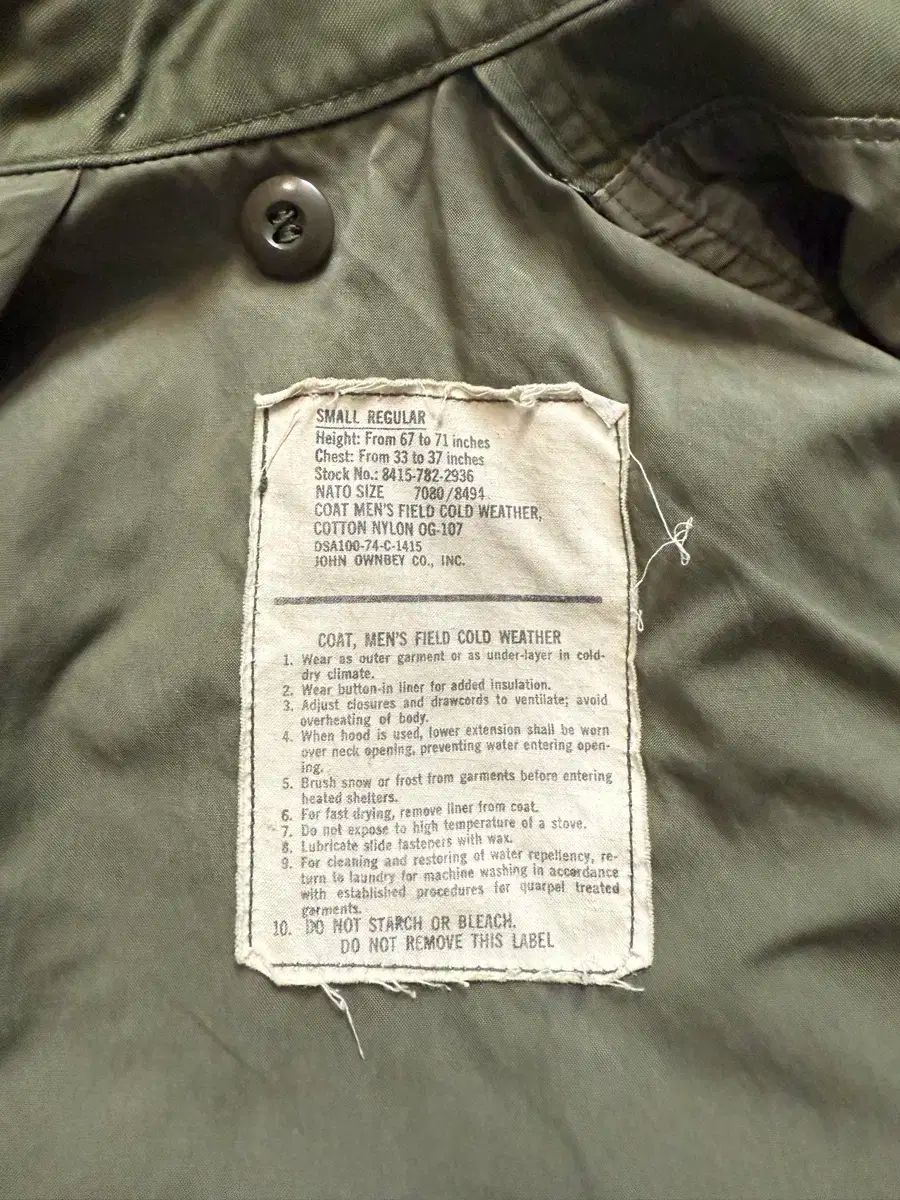 SMALL REGULAR
Height: From 67 to 71 inches
Chest: From 33 to 37 inches
Stock No.: 8415-782-2936
NATO SIZE 7080/8494
COAT MEN'S FIELD COLD WEATHER,
COTTON NYLON OG-107
DSA100-74-C-1415
JOHN OWNBEY CO., INC.
COAT, MEN'S FIELD COLD WEATHER
1. Wear as outer garment or as under-layer in cold-
dry climate.
2. Wear button-in liner for added insulation.
3. Adjust closures and drawcords to ventilate; avoid
overheating of body.
4. When hood is used, lower extension shall be worn
over neck opening, preventing water entering open-
ing.
5. Brush snow or frost from garments before entering
heated shelters.
6. For fast drying, remove liner from coat.
7. Do not expose to high temperature of a stove.
8. Lubricate slide fasteners with wax.
9. For cleaning and restoring of water repellency, re-
turn to laundry for machine washing in accordance
with established procedures for quarpel treated
garments.
10. DO NOT STARCH OR BLEACH.
DO NOT REMOVE THIS LABEL